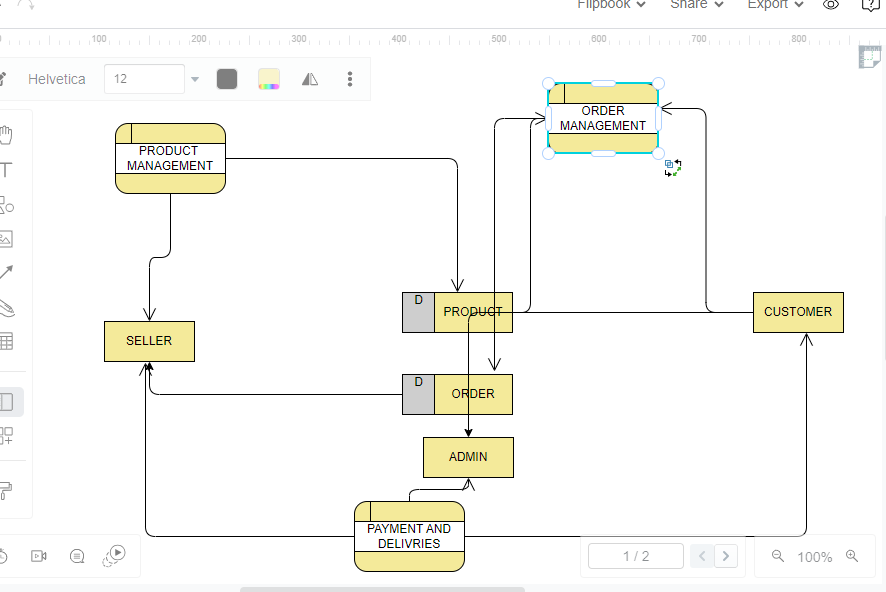 Flipbook Share Export
100 200 300 400 500 600 700 800
Helvetica 12
ORDER
MANAGEMENT
PRODUCT
MANAGEMENT
D PRODUCT
CUSTOMER
SELLER
D ORDER
ADMIN
PAYMENT AND
DELIVRIES
1 / 2 100%